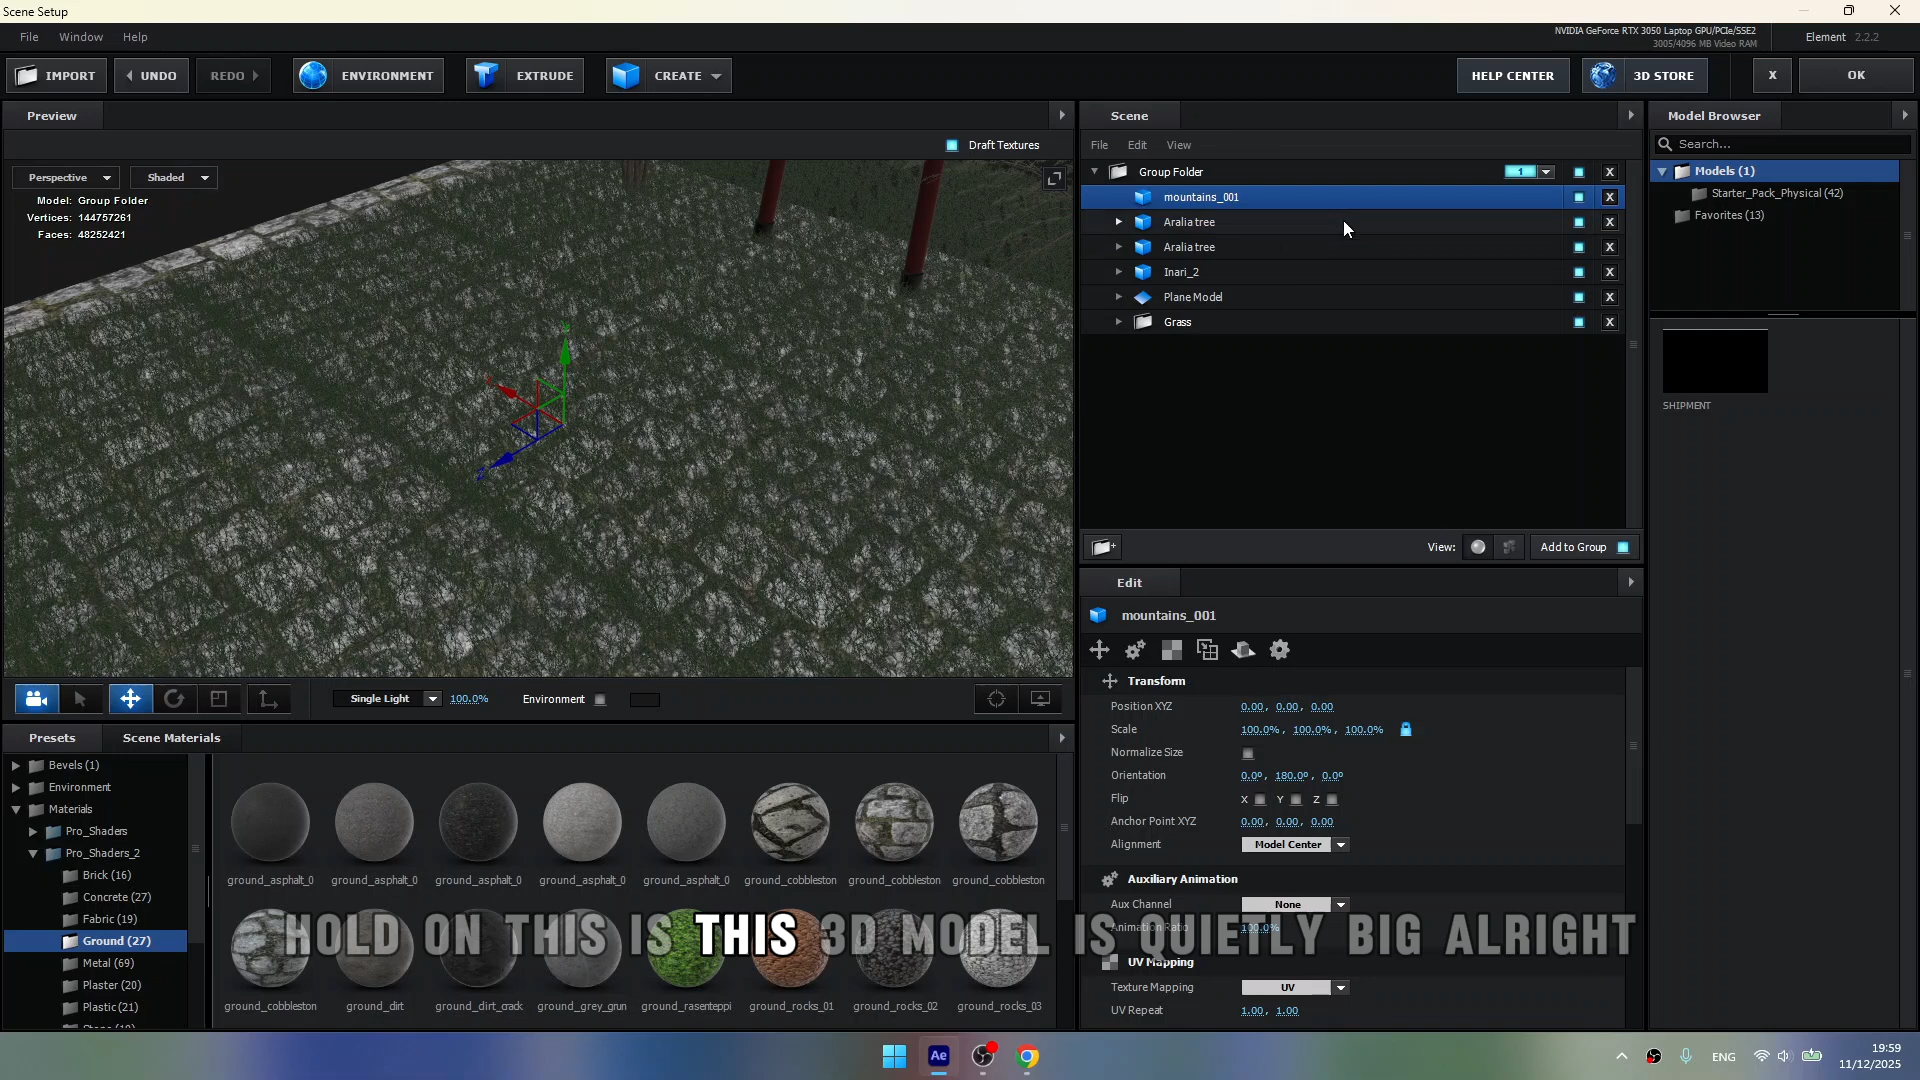 Scene Setup
File Window Help
NVIDIA GeForce RTX 3050 Laptop GPU/PCIe/SSE2
3005/4096 MB Video RAM
Element 2.2.2
IMPORT UNDO REDO ENVIRONMENT EXTRUDE CREATE HELP CENTER 3D STORE X OK
Preview
Draft Textures
Perspective Shaded
Model: Group Folder
Vertices: 144757261
Faces: 48252421
Single Light 100.0% Environment
Scene
File Edit View
Group Folder 1 X
mountains_001 X
Aralia tree X
Aralia tree X
Inari_2 X
Plane Model X
Grass X
View: Add to Group
Model Browser
Search...
Models (1)
Starter_Pack_Physical (42)
Favorites (13)
SHIPMENT
Edit
mountains_001
Transform
Position XYZ 0.00, 0.00, 0.00
Scale 100.0%, 100.0%, 100.0%
Normalize Size
Orientation 0.0º, 180.0º, 0.0º
Flip X Y Z
Anchor Point XYZ 0.00, 0.00, 0.00
Alignment Model Center
Auxiliary Animation
Aux Channel None
Animation Ratio 100.0%
UV Mapping
Texture Mapping UV
UV Repeat 1.00, 1.00
Presets Scene Materials
Bevels (1)
Environment
Materials
Pro_Shaders
Pro_Shaders_2
Brick (16)
Concrete (27)
Fabric (19)
Ground (27)
Metal (69)
Plaster (20)
Plastic (21)
ground_asphalt_0 ground_asphalt_0 ground_asphalt_0 ground_asphalt_0 ground_asphalt_0 ground_cobbleston ground_cobbleston ground_cobbleston
ground_cobbleston ground_dirt ground_dirt_crack ground_grey_grun ground_rasenteppi ground_rocks_01 ground_rocks_02 ground_rocks_03
HOLD ON THIS IS THIS 3D MODEL IS QUIETLY BIG ALRIGHT
Ae
ENG
19:59
11/12/2025